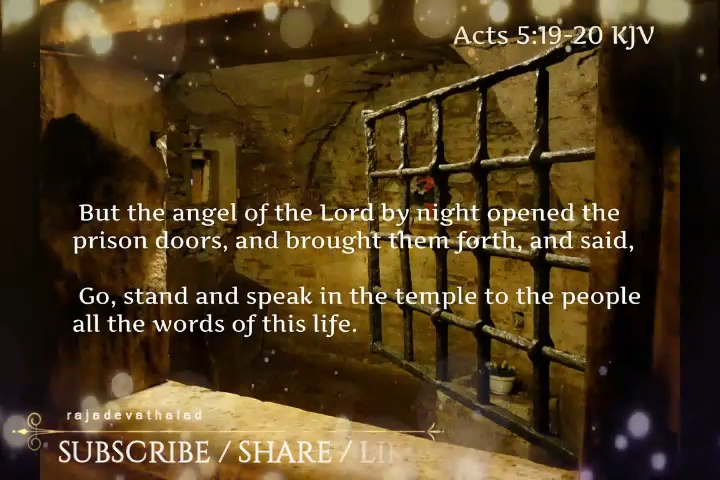 Acts 5:19-20 KJV
But the angel of the Lord by night opened the
prison doors, and brought them forth, and said,
Go, stand and speak in the temple to the people
all the words of this life.
rajadevathalad
SUBSCRIBE / SHARE / LIK